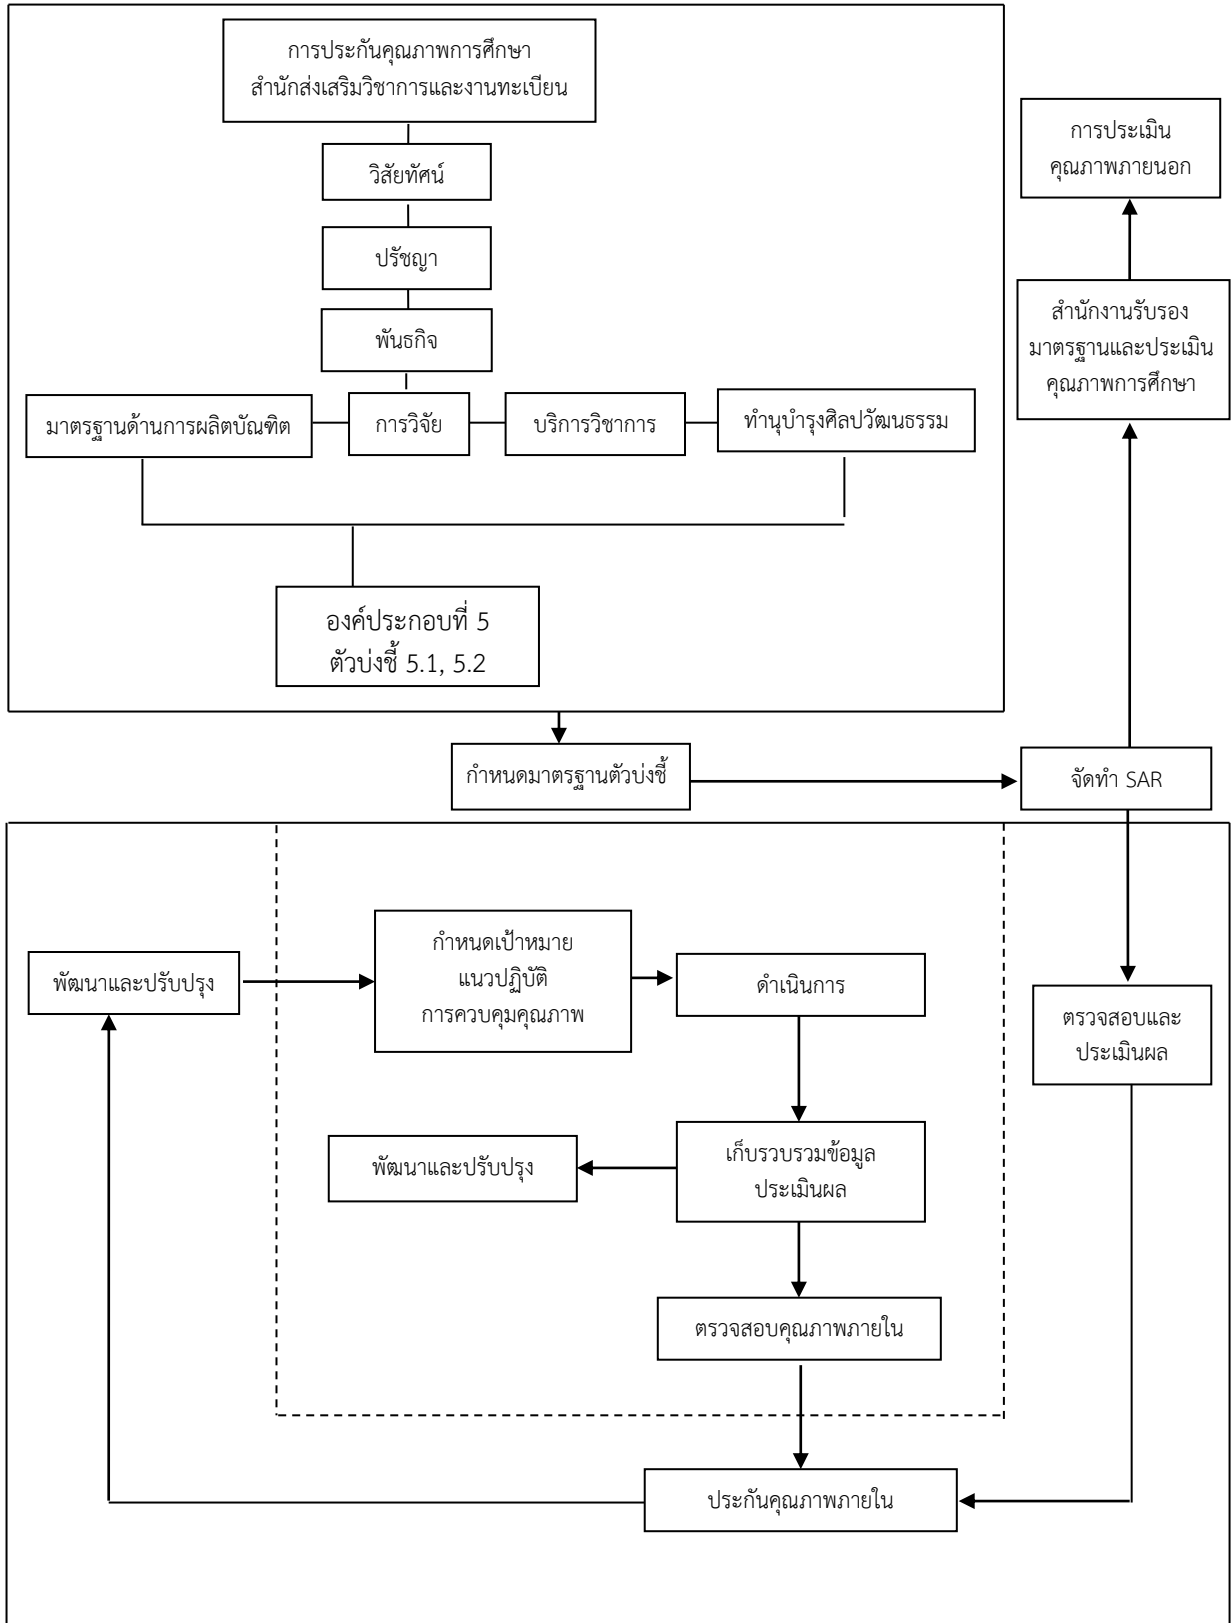 การประกันคุณภาพการศึกษา
สำนักส่งเสริมวิชาการและงานทะเบียน
วิสัยทัศน์
ปรัชญา
พันธกิจ
มาตรฐานด้านการผลิตบัณฑิต
การวิจัย
บริการวิชาการ
ทำนุบำรุงศิลปวัฒนธรรม
องค์ประกอบที่ 5
ตัวบ่งชี้ 5.1, 5.2
การประเมิน
คุณภาพภายนอก
สำนักงานรับรอง
มาตรฐานและประเมิน
คุณภาพการศึกษา
กำหนดมาตรฐานตัวบ่งชี้
จัดทำ SAR
พัฒนาและปรับปรุง
กำหนดเป้าหมาย
แนวปฏิบัติ
การควบคุมคุณภาพ
ดำเนินการ
ตรวจสอบและ
ประเมินผล
พัฒนาและปรับปรุง
เก็บรวบรวมข้อมูล
ประเมินผล
ตรวจสอบคุณภาพภายใน
ประกันคุณภาพภายใน